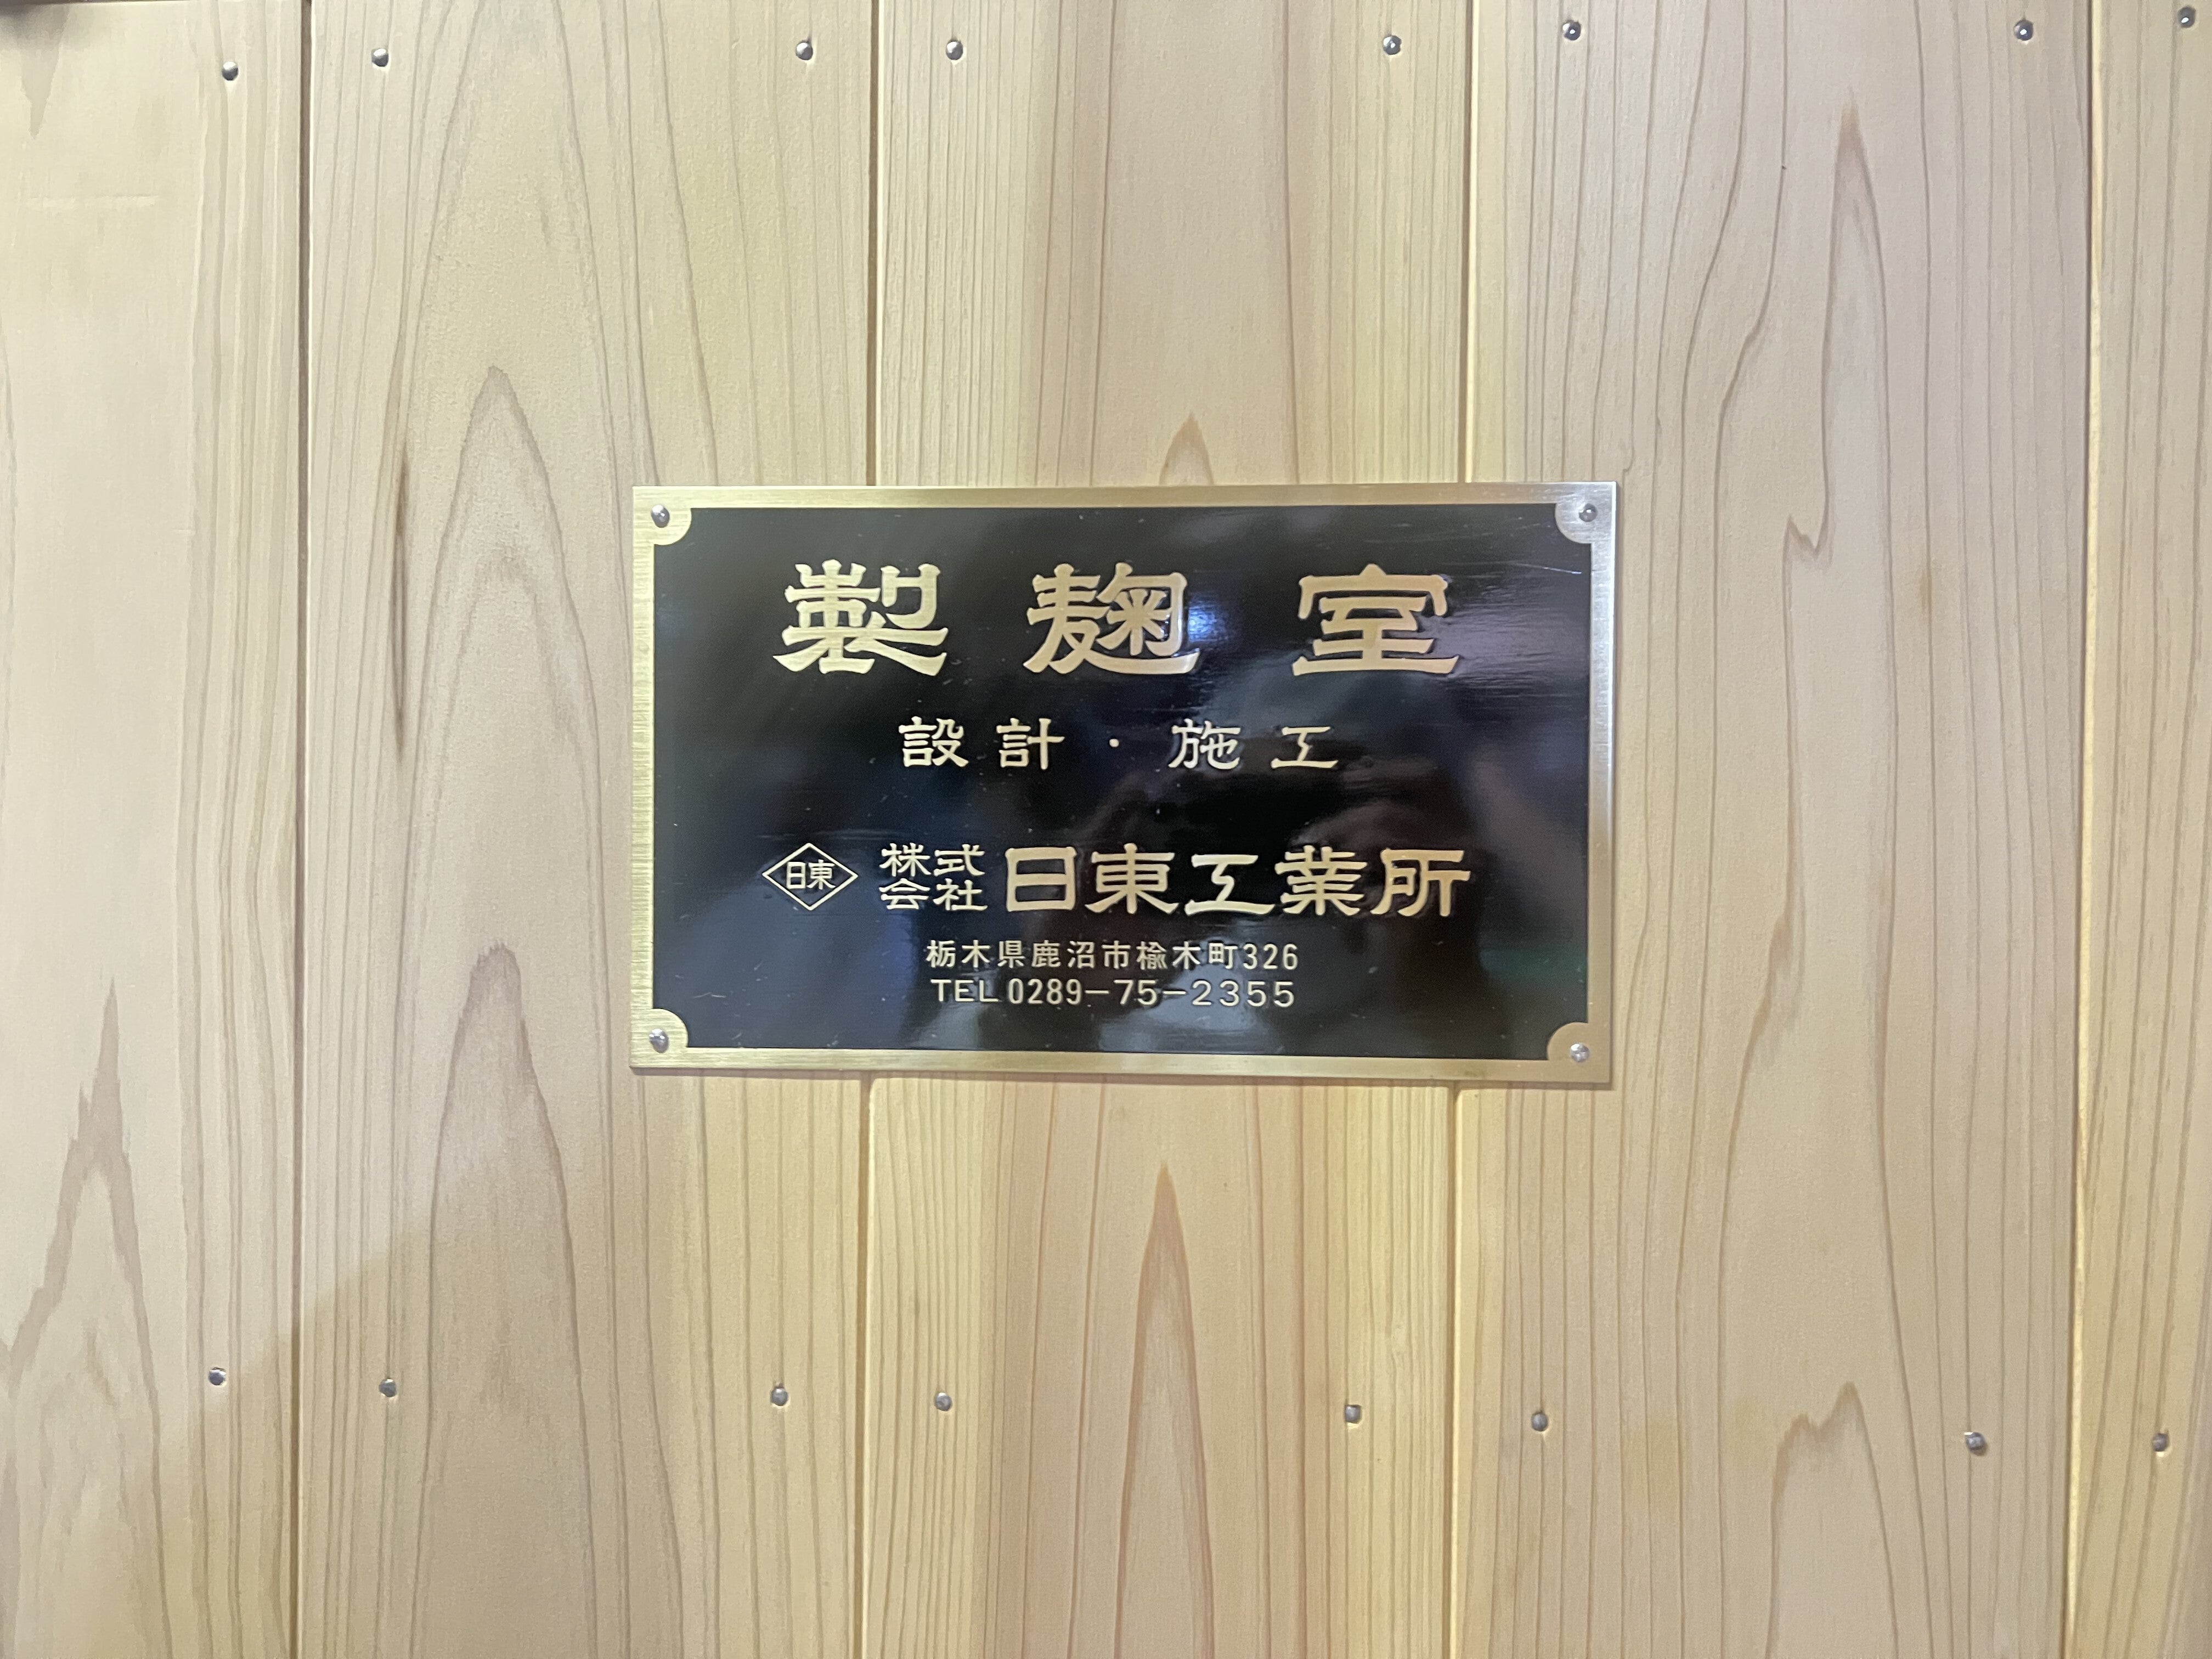 製麹室
設計・施工
日東 株式会社 日東工業所
栃木県鹿沼市楡木町326
TEL 0289-75-2355